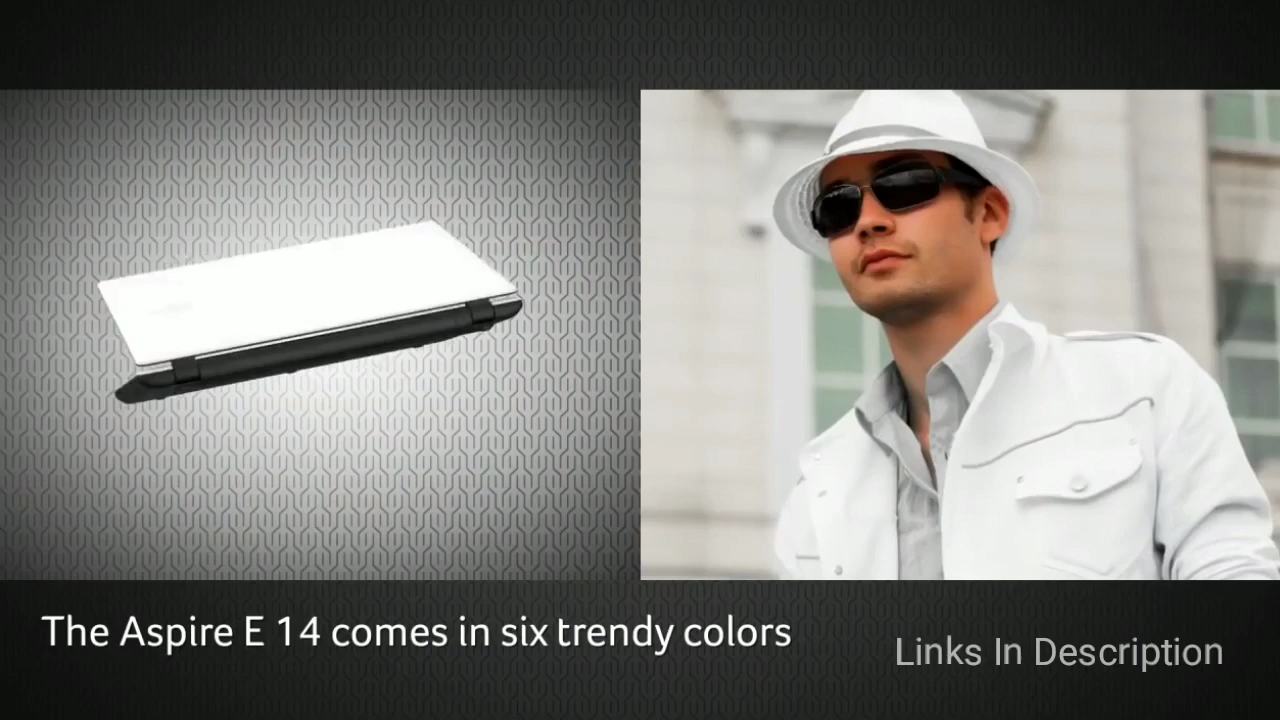 The Aspire E 14 comes in six trendy colors
Links In Description